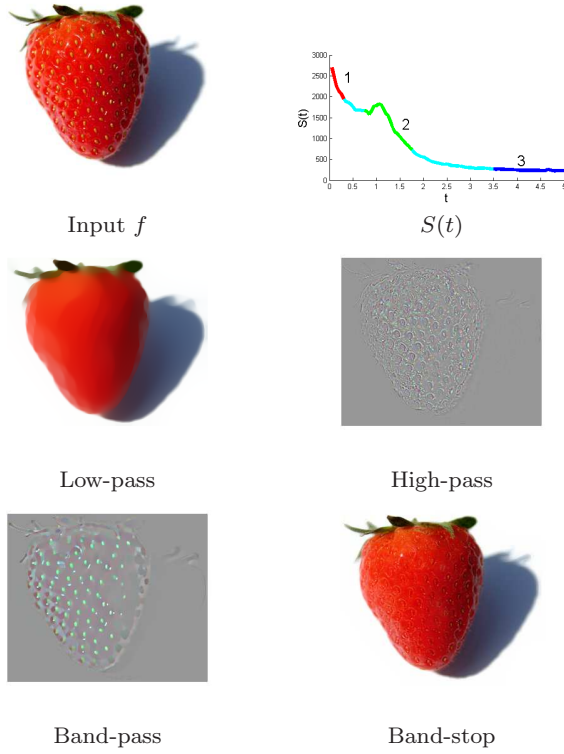 3000
2500
2000
1500
1000
500
0
S(t)
1
2
3
0 0.5 1 1.5 2 2.5 3 3.5 4 4.5 5
t
Input f
S(t)
Low-pass
High-pass
Band-pass
Band-stop